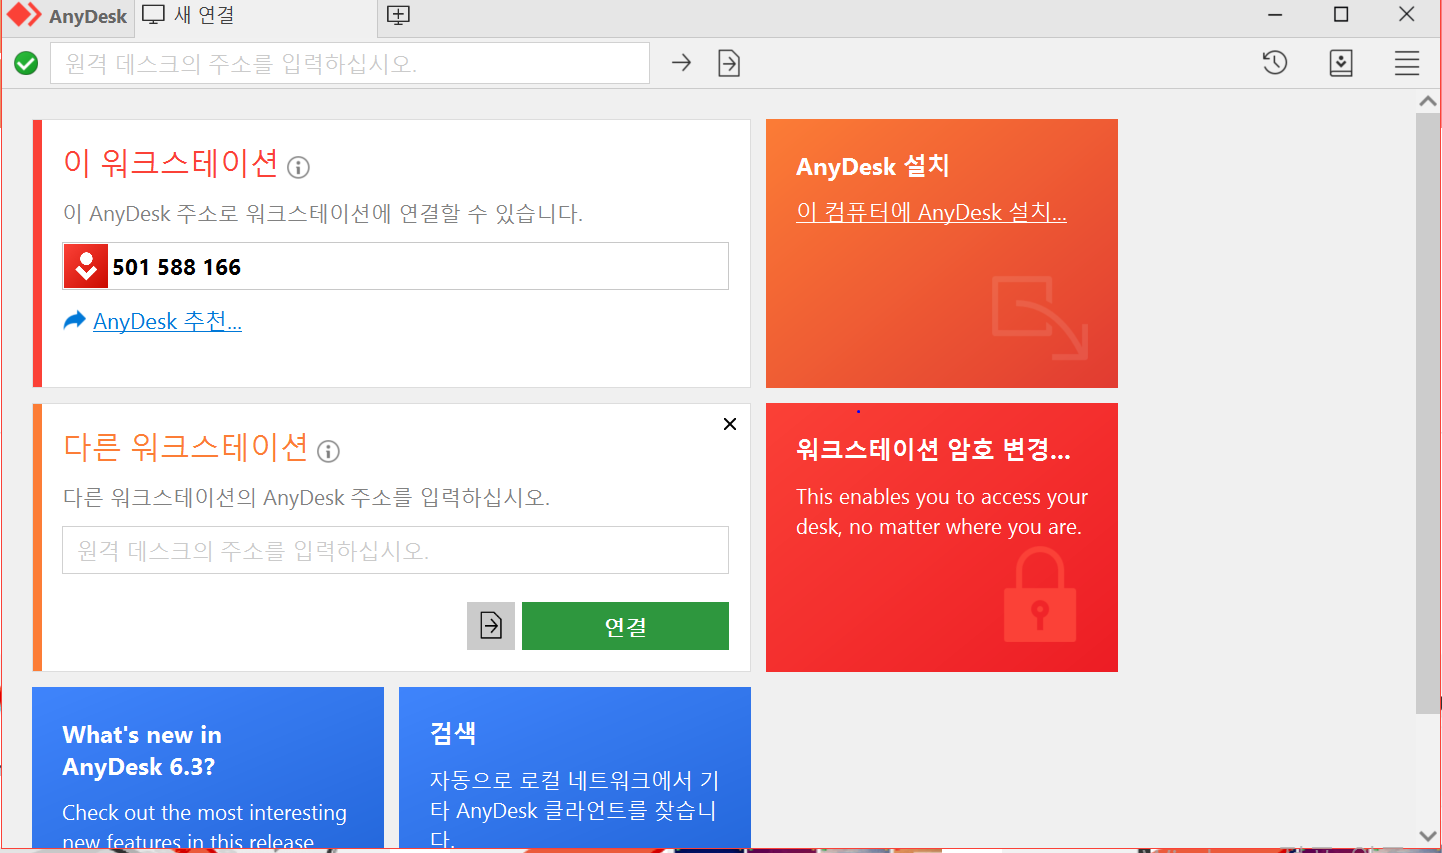 AnyDesk
새 연결
원격 데스크의 주소를 입력하십시오.
이 워크스테이션
이 AnyDesk 주소로 워크스테이션에 연결할 수 있습니다.
501 588 166
AnyDesk 추천...
AnyDesk 설치
이 컴퓨터에 AnyDesk 설치...
다른 워크스테이션
다른 워크스테이션의 AnyDesk 주소를 입력하십시오.
원격 데스크의 주소를 입력하십시오.
연결
워크스테이션 암호 변경...
This enables you to access your
desk, no matter where you are.
What's new in
AnyDesk 6.3?
Check out the most interesting
new features in this release
검색
자동으로 로컬 네트워크에서 기
타 AnyDesk 클라언트를 찾습니
다.